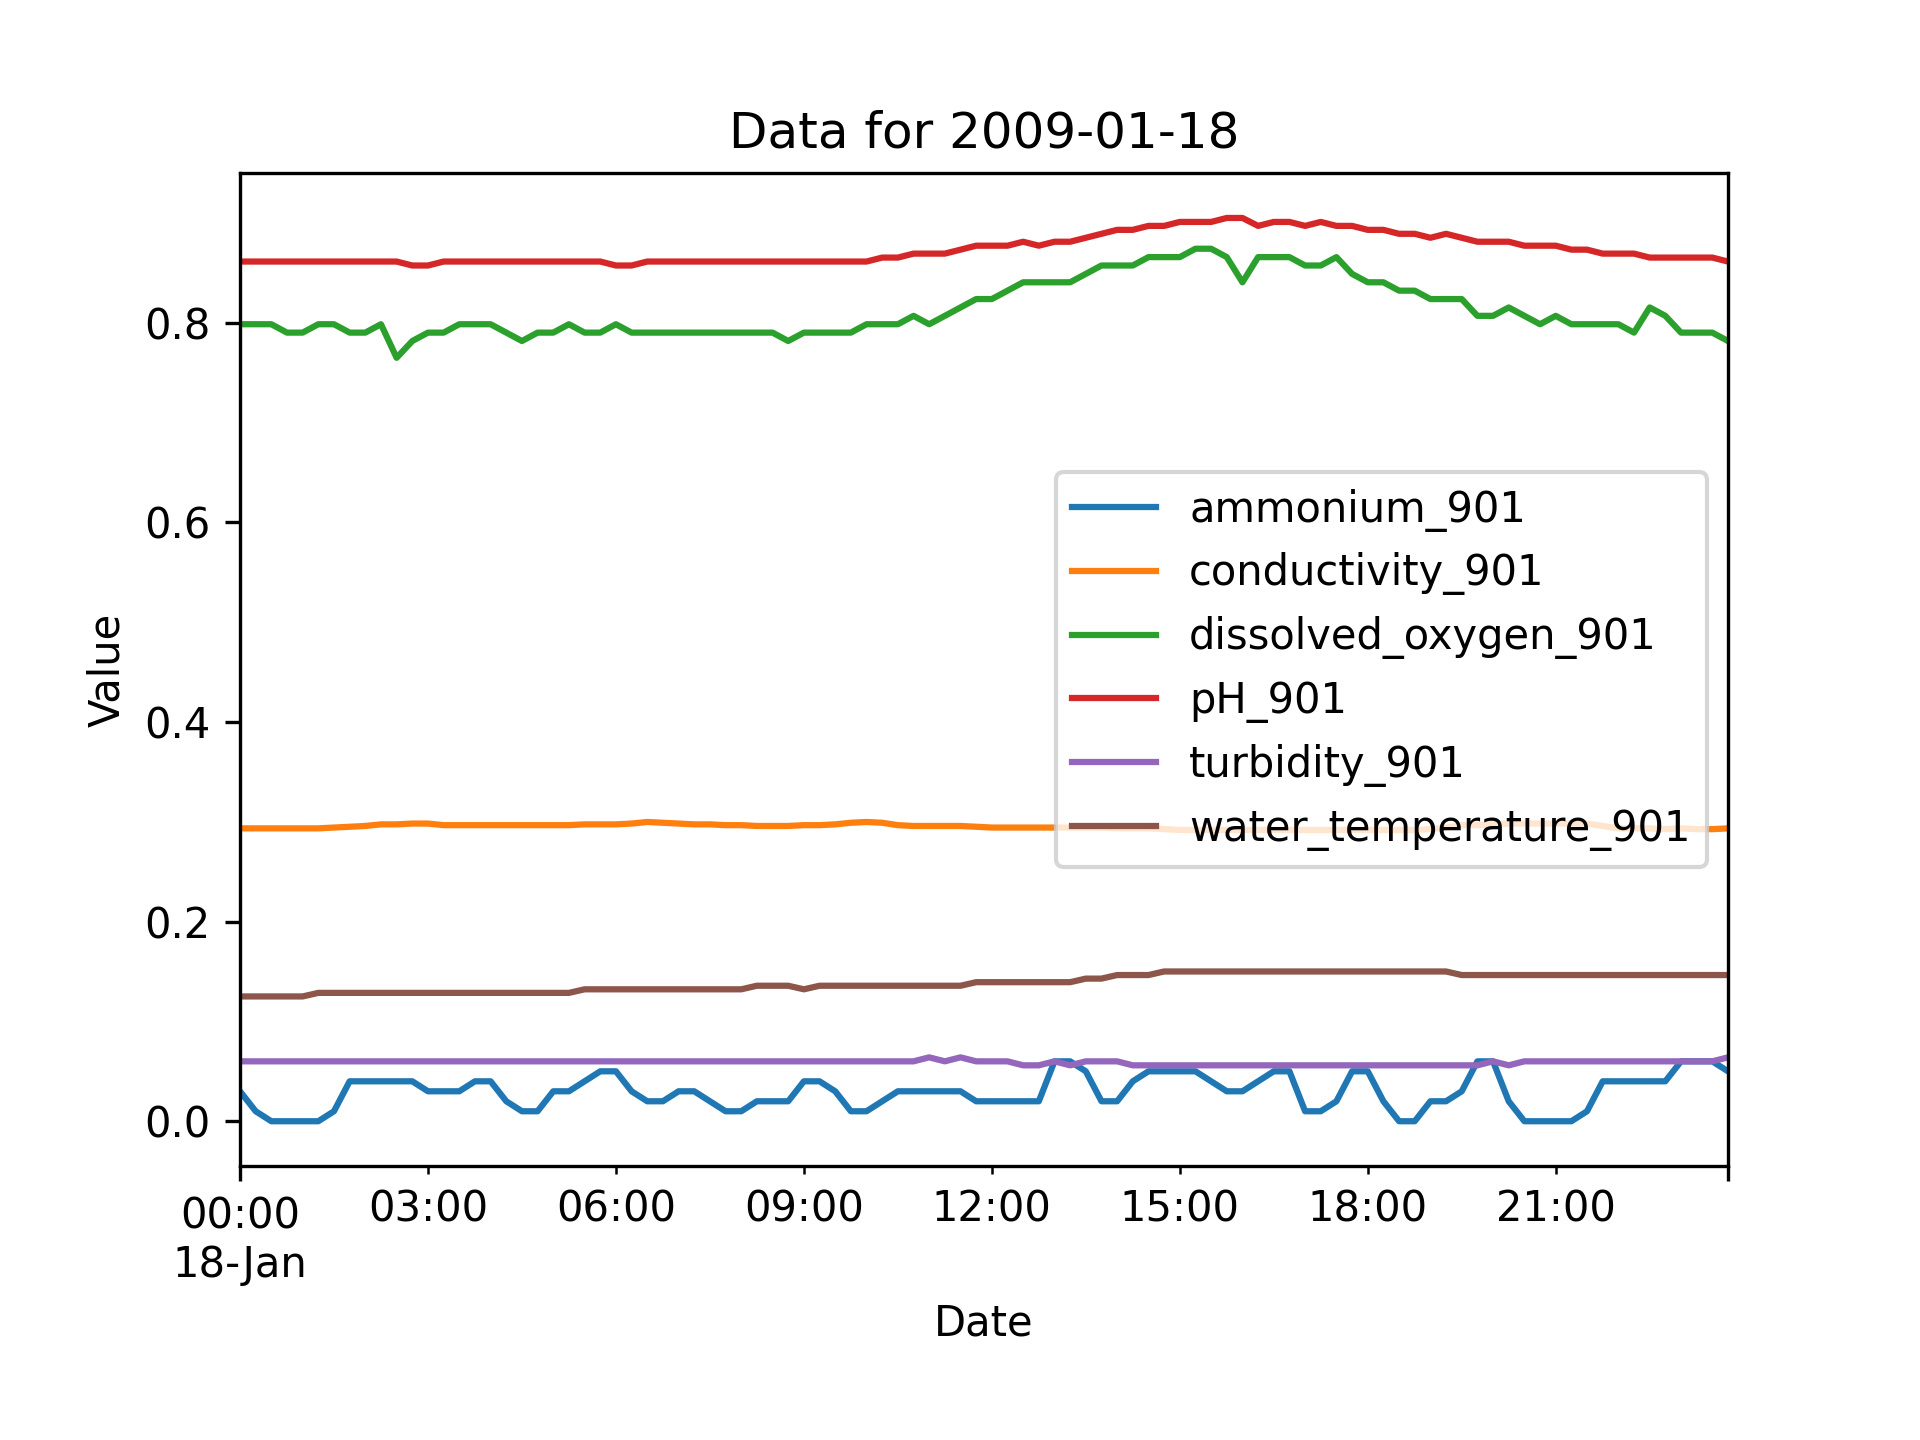 Data for 2009-01-18
Value
0.8
0.6
0.4
0.2
0.0
ammonium_901
conductivity_901
dissolved_oxygen_901
pH_901
turbidity_901
water_temperature_901
00:00 03:00 06:00 09:00 12:00 15:00 18:00 21:00
18-Jan
Date